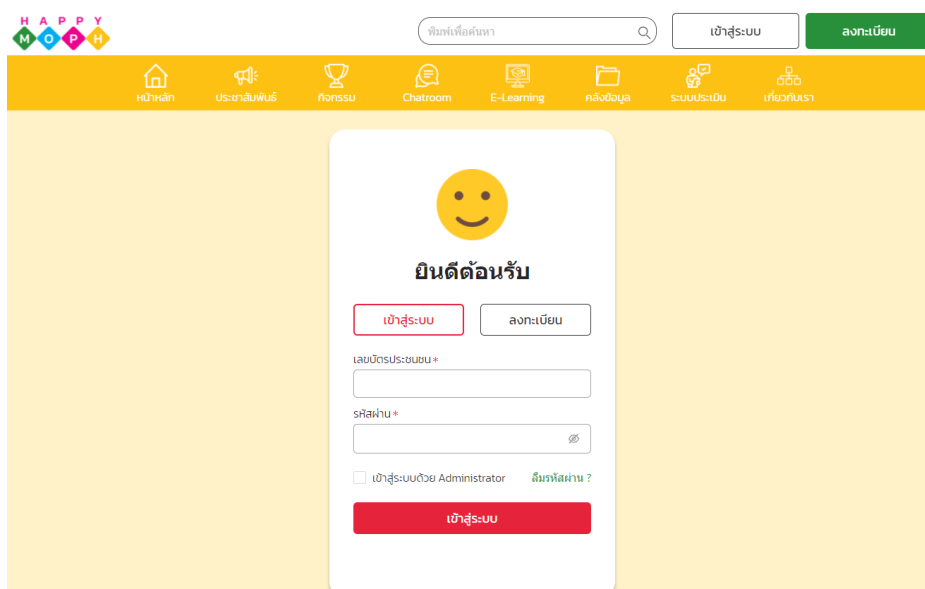 HAPPY
MOPH
พิมพ์เพื่อค้นหา
เข้าสู่ระบบ
ลงทะเบียน
หน้าหลัก
ประชาสัมพันธ์
กิจกรรม
Chatroom
E-Learning
คลังข้อมูล
ระบบประเมิน
เกี่ยวกับเรา
ยินดีต้อนรับ
เข้าสู่ระบบ
ลงทะเบียน
เลขบัตรประชนชน *
รหัสผ่าน *
เข้าสู่ระบบด้วย Administrator
ลืมรหัสผ่าน ?
เข้าสู่ระบบ